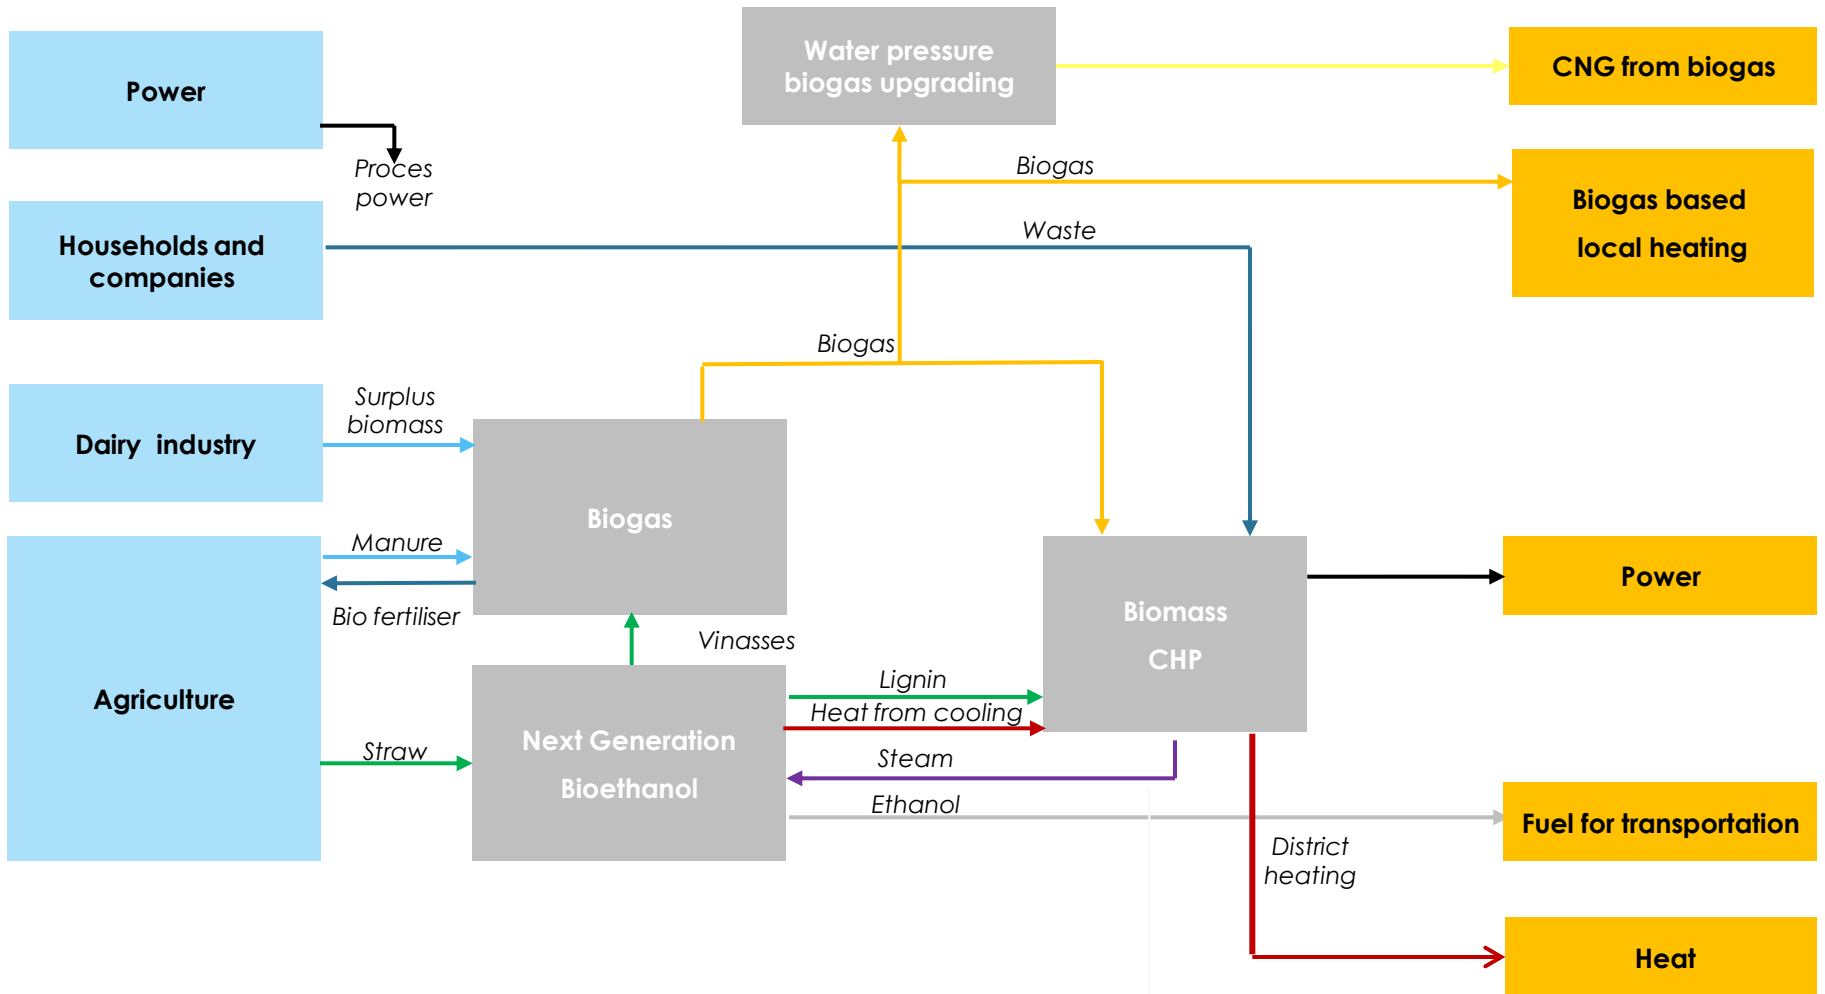 Power
Proces
power
Households and
companies
Dairy industry
Surplus
biomass
Agriculture
Manure
Bio fertiliser
Straw
Water pressure
biogas upgrading
Biogas
Waste
Biogas
Biogas
Vinasses
Next Generation
Bioethanol
Lignin
Heat from cooling
Steam
Ethanol
Biomass
CHP
District
heating
CNG from biogas
Biogas based
local heating
Power
Fuel for transportation
Heat